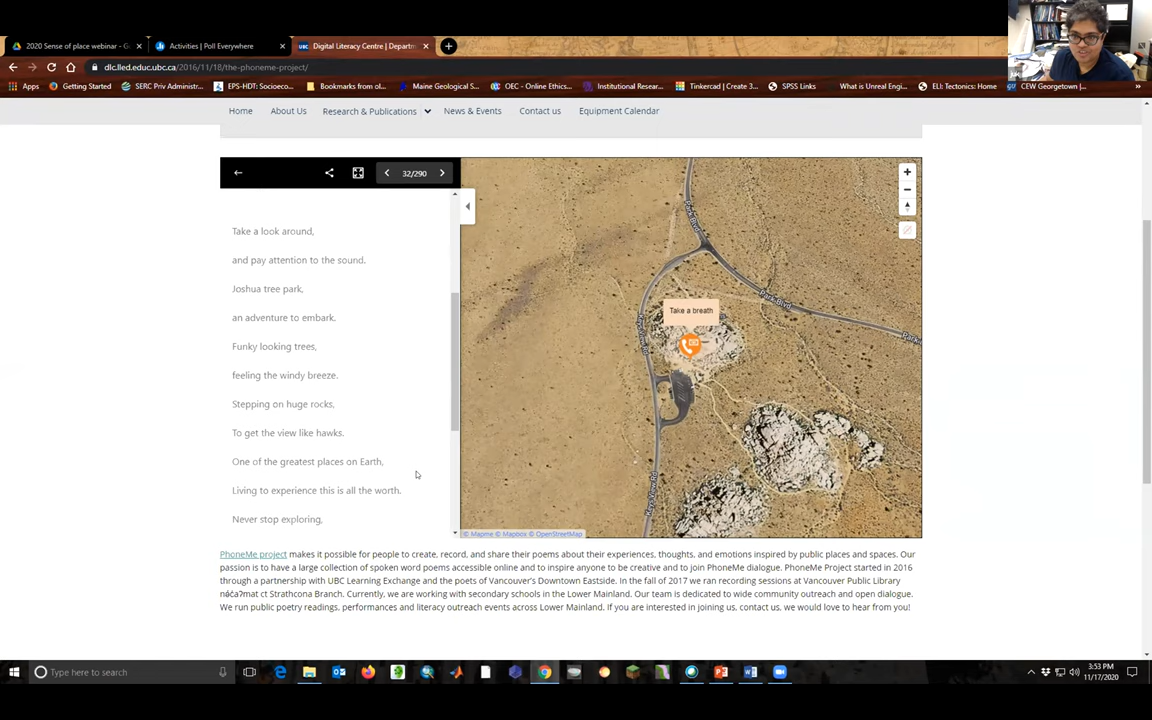 2020 Sense of place webinar - G
Activities | Poll Everywhere
Digital Literacy Centre | Departm
dlc.lled.educ.ubc.ca/2016/11/18/the-phoneme-project/
Apps
Getting Started
SERC Priv Administr...
EPS-HDT: Socioeco...
Bookmarks from ol...
Maine Geological S...
OEC - Online Ethics...
Institutional Resear...
Tinkercad | Create 3...
SPSS Links
What is Unreal Engi...
ELI: Tectonics: Home
CEW Georgetown |...
Home
About Us
Research & Publications
News & Events
Contact us
Equipment Calendar
32/290
Take a look around,
and pay attention to the sound.
Joshua tree park,
an adventure to embark.
Funky looking trees,
feeling the windy breeze.
Stepping on huge rocks,
To get the view like hawks.
One of the greatest places on Earth,
Living to experience this is all the worth.
Never stop exploring,
Park Blvd
Park Blvd
Park
Take a breath
Keys View Rd
Keys View Rd
© Mapme © Mapbox © OpenStreetMap
PhoneMe project makes it possible for people to create, record, and share their poems about their experiences, thoughts, and emotions inspired by public places and spaces. Our
passion is to have a large collection of spoken word poems accessible online and to inspire anyone to be creative and to join PhoneMe dialogue. PhoneMe Project started in 2016
through a partnership with UBC Learning Exchange and the poets of Vancouver's Downtown Eastside. In the fall of 2017 we ran recording sessions at Vancouver Public Library
nə́c̓aʔmat ct Strathcona Branch. Currently, we are working with secondary schools in the Lower Mainland. Our team is dedicated to wide community outreach and open dialogue.
We run public poetry readings, performances and literacy outreach events across Lower Mainland. If you are interested in joining us, contact us, we would love to hear from you!
Type here to search
3:53 PM
11/17/2020